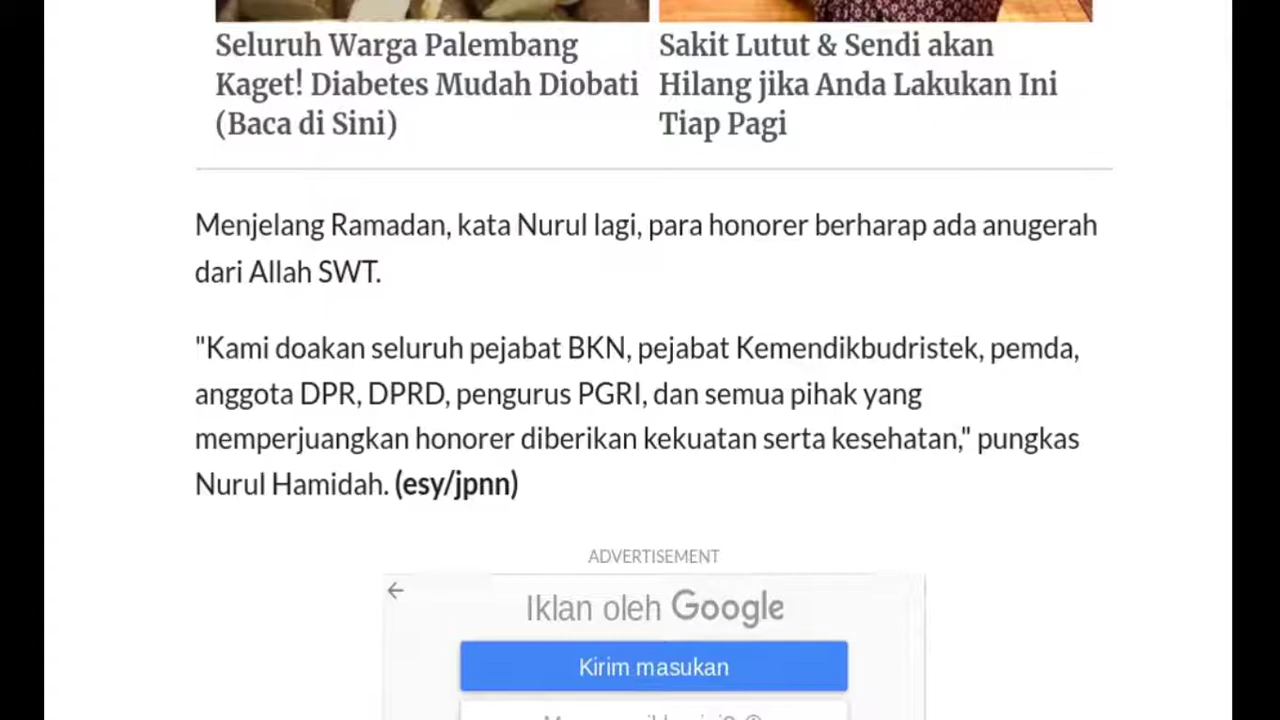 Seluruh Warga Palembang
Kaget! Diabetes Mudah Diobati
(Baca di Sini)
Sakit Lutut & Sendi akan
Hilang jika Anda Lakukan Ini
Tiap Pagi
Menjelang Ramadan, kata Nurul lagi, para honorer berharap ada anugerah
dari Allah SWT.
"Kami doakan seluruh pejabat BKN, pejabat Kemendikbudristek, pemda,
anggota DPR, DPRD, pengurus PGRI, dan semua pihak yang
memperjuangkan honorer diberikan kekuatan serta kesehatan," pungkas
Nurul Hamidah. (esy/jpnn)
ADVERTISEMENT
Iklan oleh Google
Kirim masukan